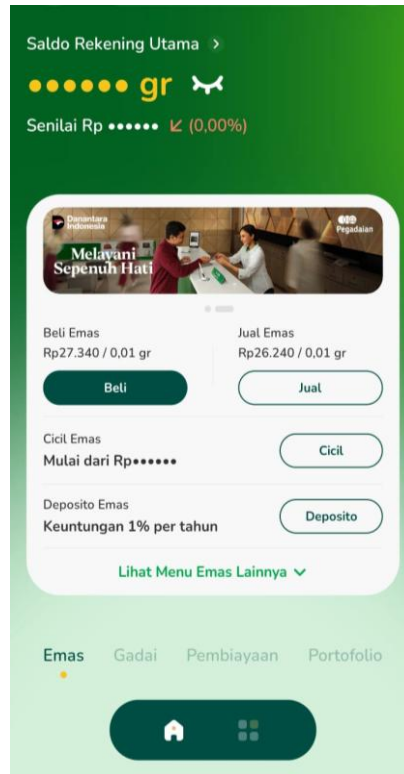 Saldo Rekening Utama >
•••••• gr
Senilai Rp •••••• (0,00%)
Danantara
Indonesia
Pegadaian
Melayani
Sepenuh Hati
Beli Emas
Rp27.340 / 0,01 gr
Beli
Jual Emas
Rp26.240 / 0,01 gr
Jual
Cicil Emas
Mulai dari Rp••••••
Cicil
Deposito Emas
Keuntungan 1% per tahun
Deposito
Lihat Menu Emas Lainnya
Emas Gadai Pembiayaan Portofolio